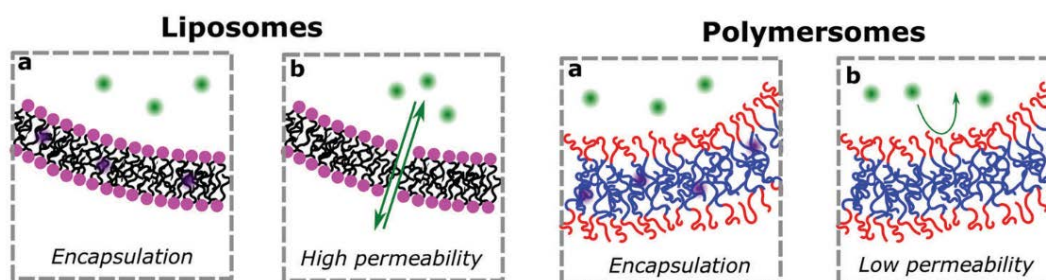 Liposomes
Polymersomes
a
b
a
b
Encapsulation
High permeability
Encapsulation
Low permeability